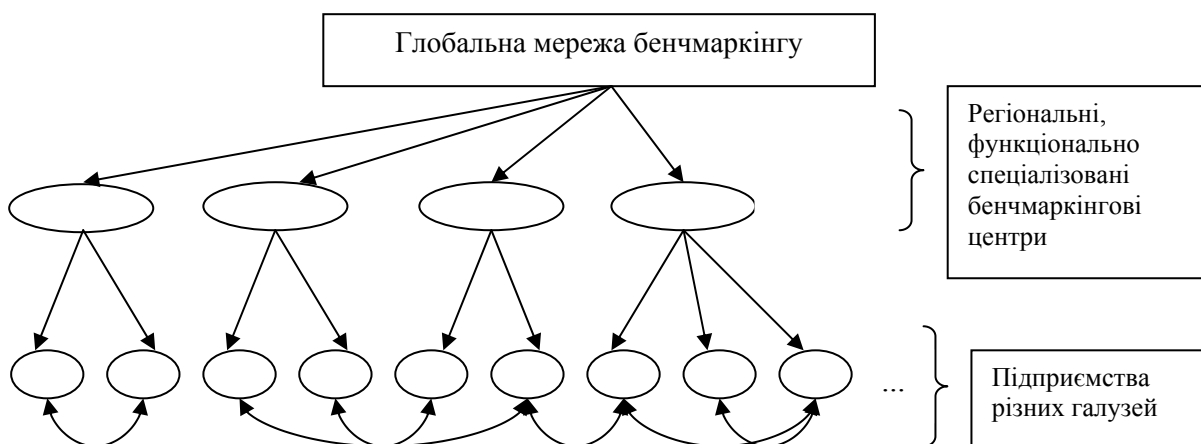 Глобальна мережа бенчмаркінгу
Регіональні,
функціонально
спеціалізовані
бенчмаркінгові
центри
...
Підприємства
різних галузей